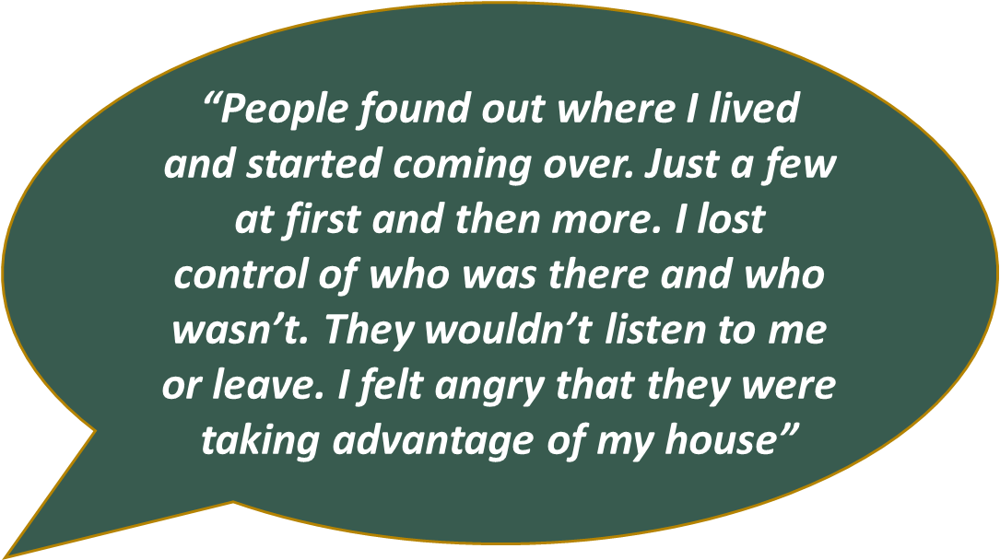 “People found out where I lived
and started coming over. Just a few
at first and then more. I lost
control of who was there and who
wasn’t. They wouldn’t listen to me
or leave. I felt angry that they were
taking advantage of my house”